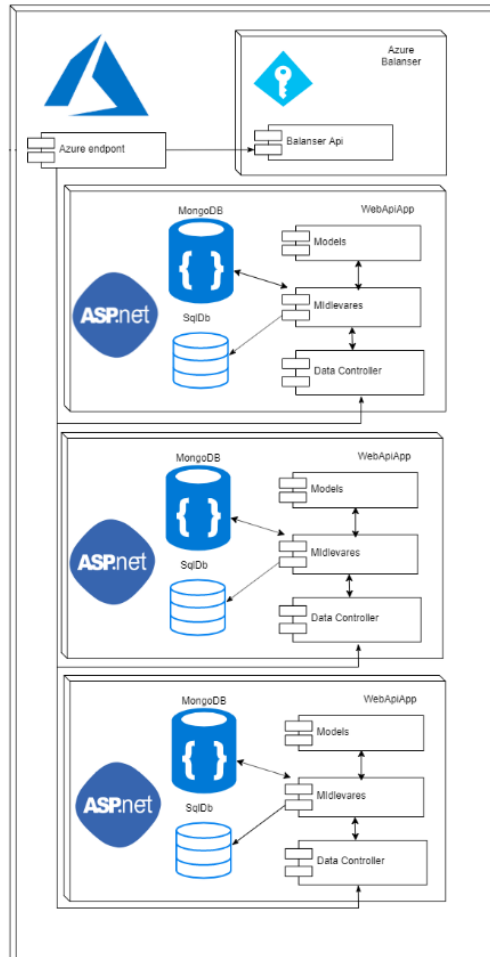 Azure
Balanser
Azure endpont
Balanser Api
MongoDB
WebApiApp
Models
SqlDb
MIdlevares
ASP.net
Data Controller
MongoDB
WebApiApp
Models
SqlDb
MIdlevares
ASP.net
Data Controller
MongoDB
WebApiApp
Models
SqlDb
MIdlevares
ASP.net
Data Controller